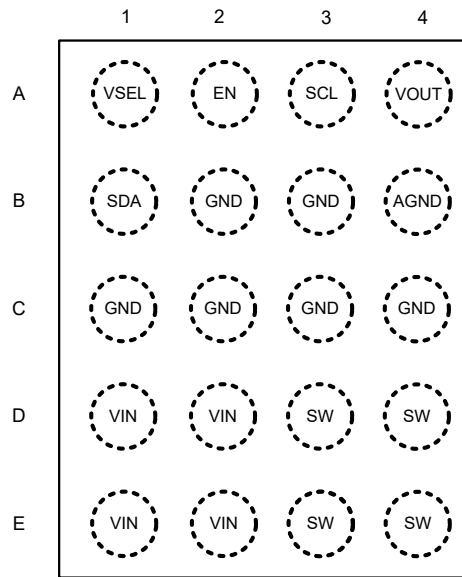 1 2 3 4
A VSEL EN SCL VOUT
B SDA GND GND AGND
C GND GND GND GND
D VIN VIN SW SW
E VIN VIN SW SW